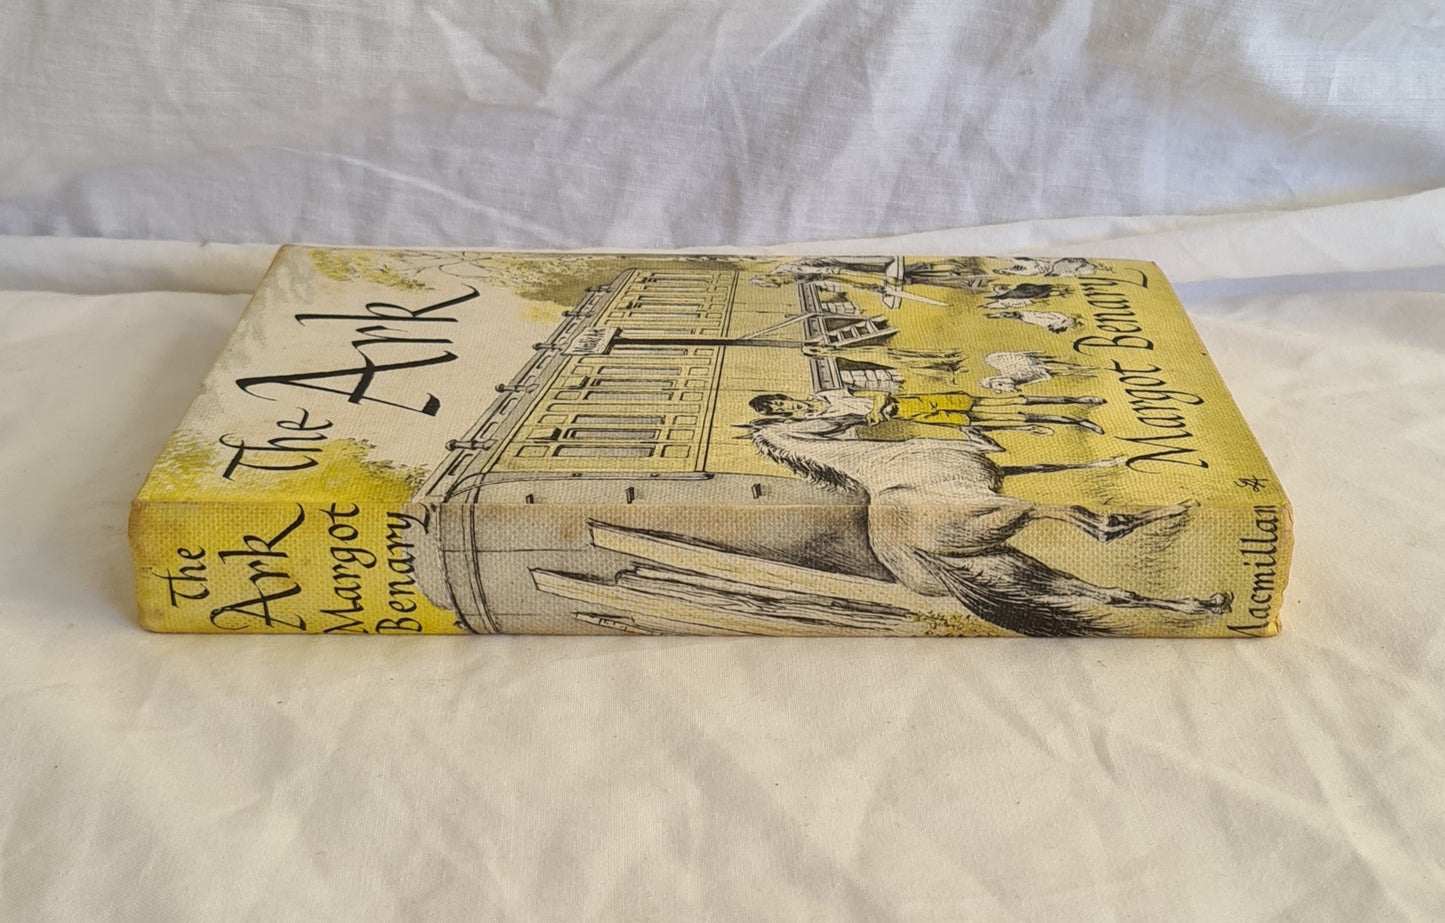 The Ark
Margot Benary
The
Ark
Margot
Benary
Macmillan